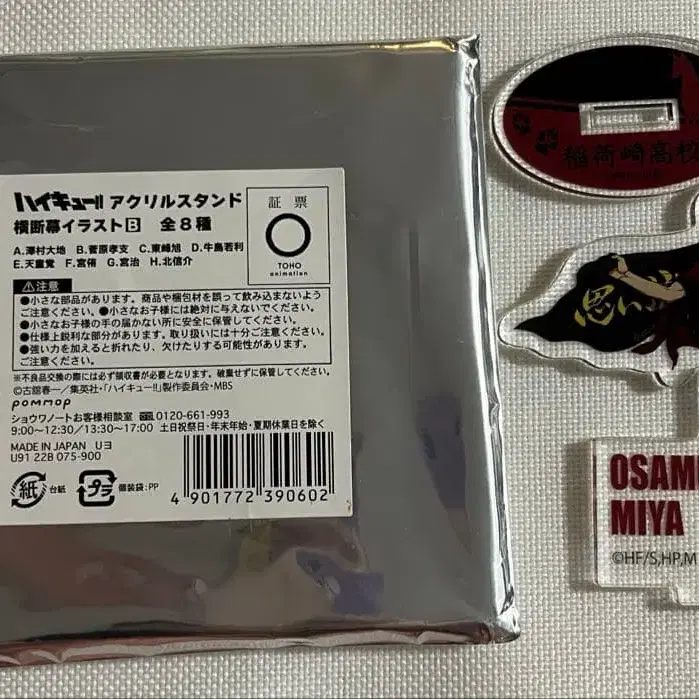 ハイキュー!! アクリルスタンド
横断幕イラストB 全8種
A.澤村大地 B.菅原孝支 C.東峰旭 D.牛島若利
E.天童覚 F.宮侑 G.宮治 H.北信介
証票
TOHO
animation
⚠注意
●小さな部品があります。商品や梱包材を誤って飲み込まないよう
ご注意ください。●小さなお子様には絶対に与えないでください。
●小さなお子様の手の届かない所に安全に保管してください。
●仕様上鋭利な部分があります。取り扱いには十分ご注意ください。
●強い力を加えると折れたり、欠けたりする可能性があります。
ご注意ください。
※不良品交換の際には必ず領収書が必要となります。破棄せずに保管してください。
©古舘春一/集英社・「ハイキュー!!」製作委員会・MBS
pommop
ショウワノートお客様相談室 0120-661-993
9:00~12:30/13:30~17:00 土日祝祭日・年末年始・夏期休業日を除く
MADE IN JAPAN Uヨ
U91 228 075-900
紙 台紙 プラ 個装袋:PP
4 901772 390602
稲荷崎高校
思い
OSAMU
MIYA
©HF/S,HP,M